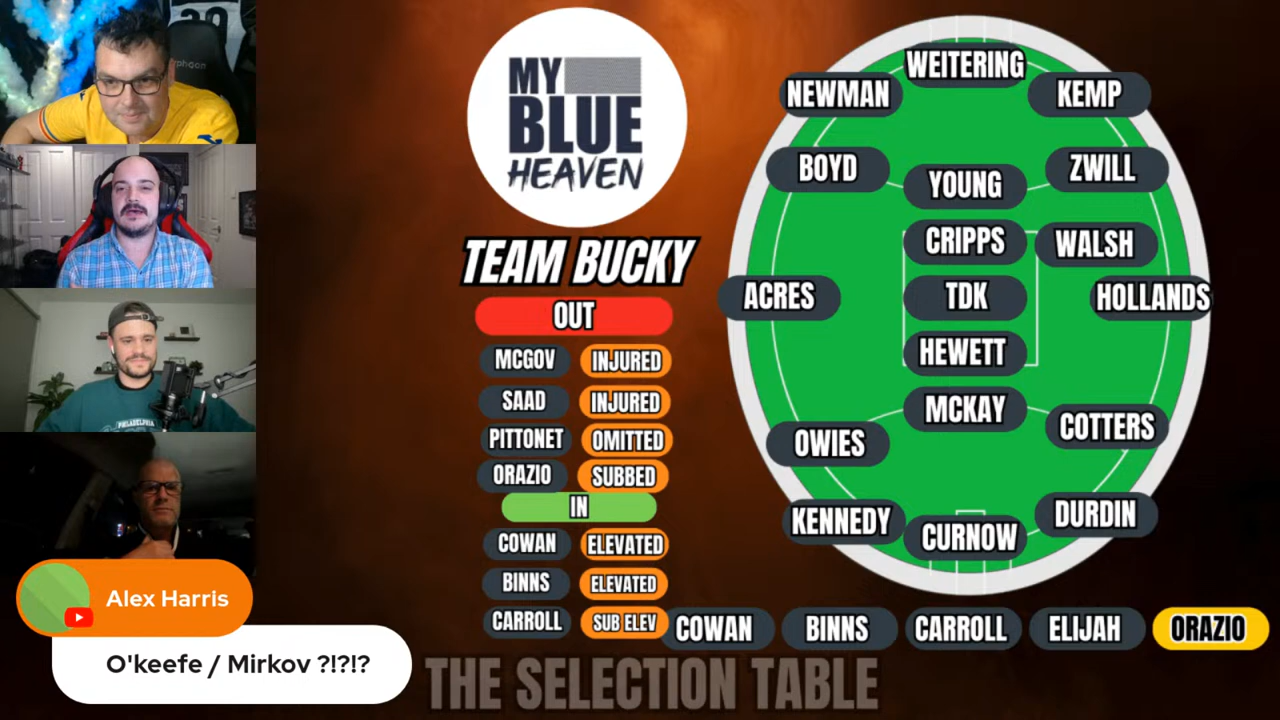 MY
BLUE
HEAVEN
TEAM BUCKY
OUT
MCGOV INJURED
SAAD INJURED
PITTONET OMITTED
ORAZIO SUBBED
IN
COWAN ELEVATED
BINNS ELEVATED
CARROLL SUB ELEV
WEITERING
NEWMAN KEMP
BOYD ZWILL
YOUNG
CRIPPS WALSH
ACRES TDK HOLLANDS
HEWETT
MCKAY
OWIES COTTERS
KENNEDY CURNOW DURDIN
COWAN BINNS CARROLL ELIJAH ORAZIO
THE SELECTION TABLE
Alex Harris
O'keefe / Mirkov ?!?!?
PHILADELPHIA